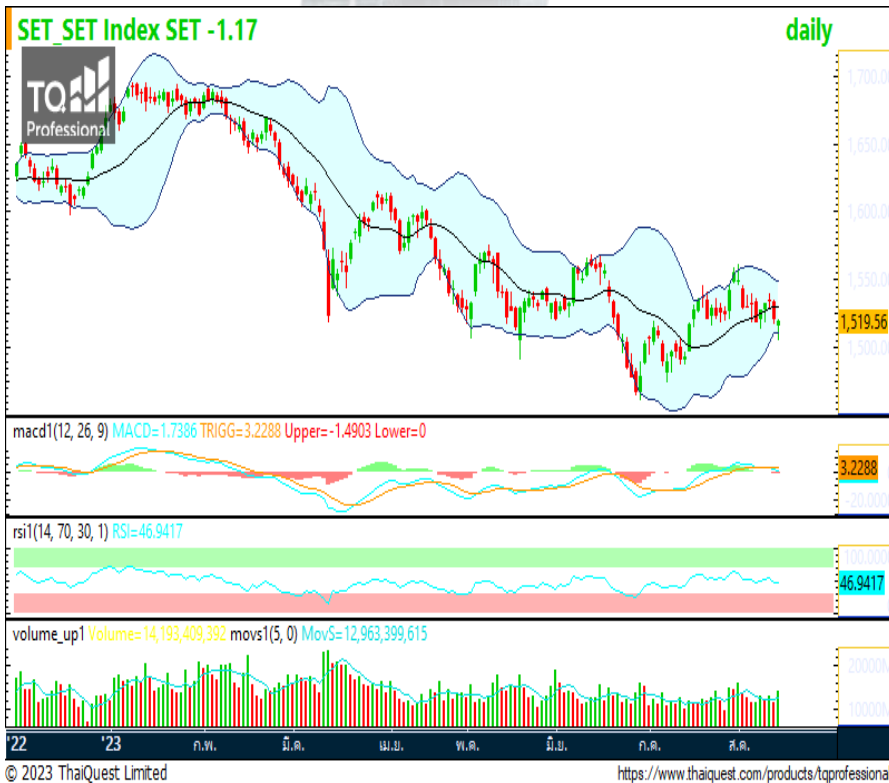 SET_SET Index SET -1.17 daily
TQ
Professional
1,700.00
1,650.00
1,600.00
1,550.00
1,519.56
1,500.00
macd1(12, 26, 9) MACD=1.7386 TRIGG=3.2288 Upper=-1.4903 Lower=0
3.2288
-20.0000
rsi1(14, 70, 30, 1) RSI=46.9417
100.0000
46.9417
volume_up1 Volume=14,193,409,392 movs1(5, 0) MovS=12,963,399,615
20000M
10000M
'22 '23 ก.พ. มี.ค. เม.ย. พ.ค. มิ.ย. ก.ค. ส.ค.
© 2023 ThaiQuest Limited https://www.thaiquest.com/products/tqprofessional